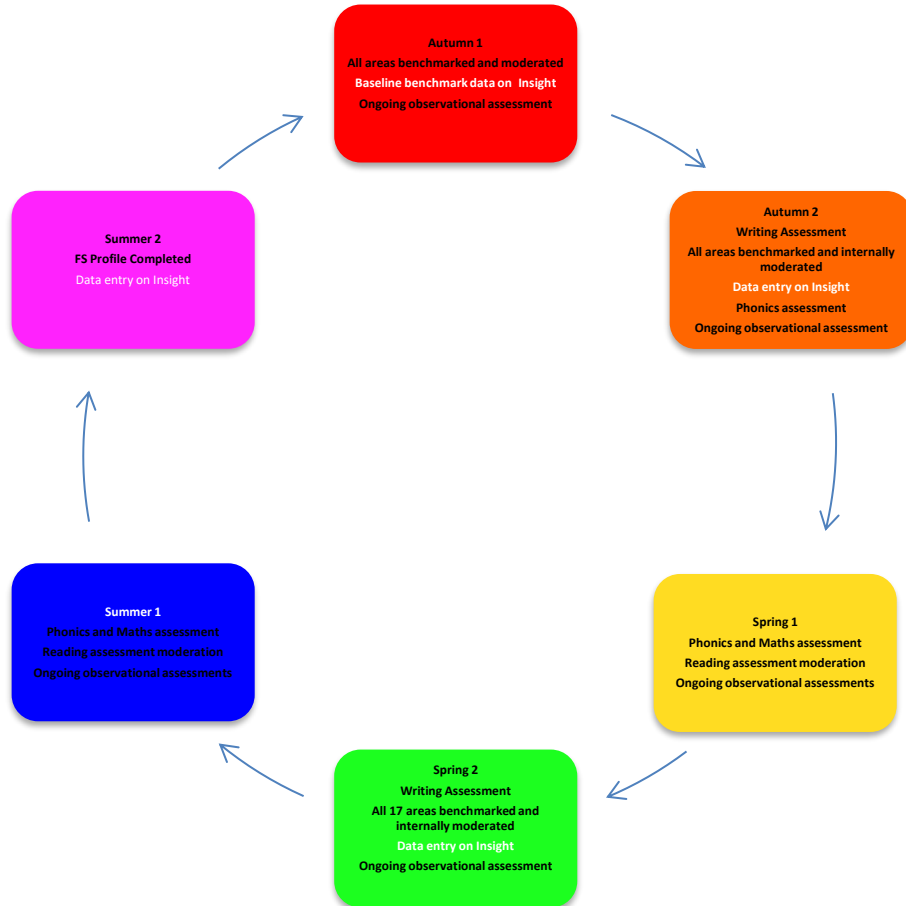 Autumn 1
All areas benchmarked and moderated
Baseline benchmark data on Insight
Ongoing observational assessment
Autumn 2
Writing Assessment
All areas benchmarked and internally
moderated
Data entry on Insight
Phonics assessment
Ongoing observational assessment
Spring 1
Phonics and Maths assessment
Reading assessment moderation
Ongoing observational assessments
Spring 2
Writing Assessment
All 17 areas benchmarked and
internally moderated
Data entry on Insight
Ongoing observational assessment
Summer 1
Phonics and Maths assessment
Reading assessment moderation
Ongoing observational assessments
Summer 2
FS Profile Completed
Data entry on Insight